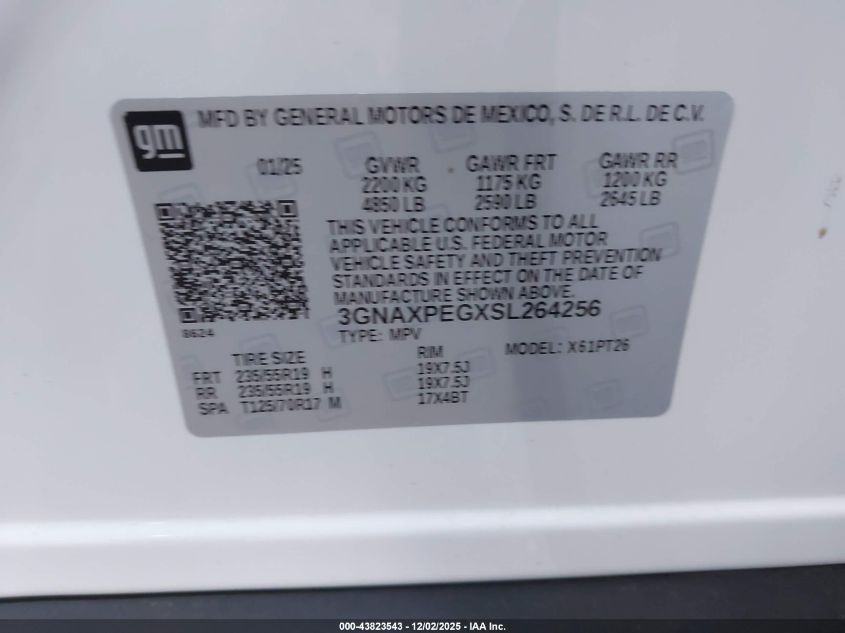 gm
MFD BY GENERAL MOTORS DE MEXICO, S. DE R.L. DE C.V.
01/25 GVWR GAWR FRT GAWR RR
2200 KG 1175 KG 1200 KG
4850 LB 2590 LB 2645 LB
THIS VEHICLE CONFORMS TO ALL
APPLICABLE U.S. FEDERAL MOTOR
VEHICLE SAFETY AND THEFT PREVENTION
STANDARDS IN EFFECT ON THE DATE OF
MANUFACTURE SHOWN ABOVE.
3GNAXPEGXSL264256
8624
TYPE: MPV
MODEL: X61PT26
TIRE SIZE RIM
FRT 235/55R19 H 19X7.5J
RR 235/55R19 H 19X7.5J
SPA T125/70R17 M 17X4BT
000-43823543 - 12/02/2025 - IAA Inc.